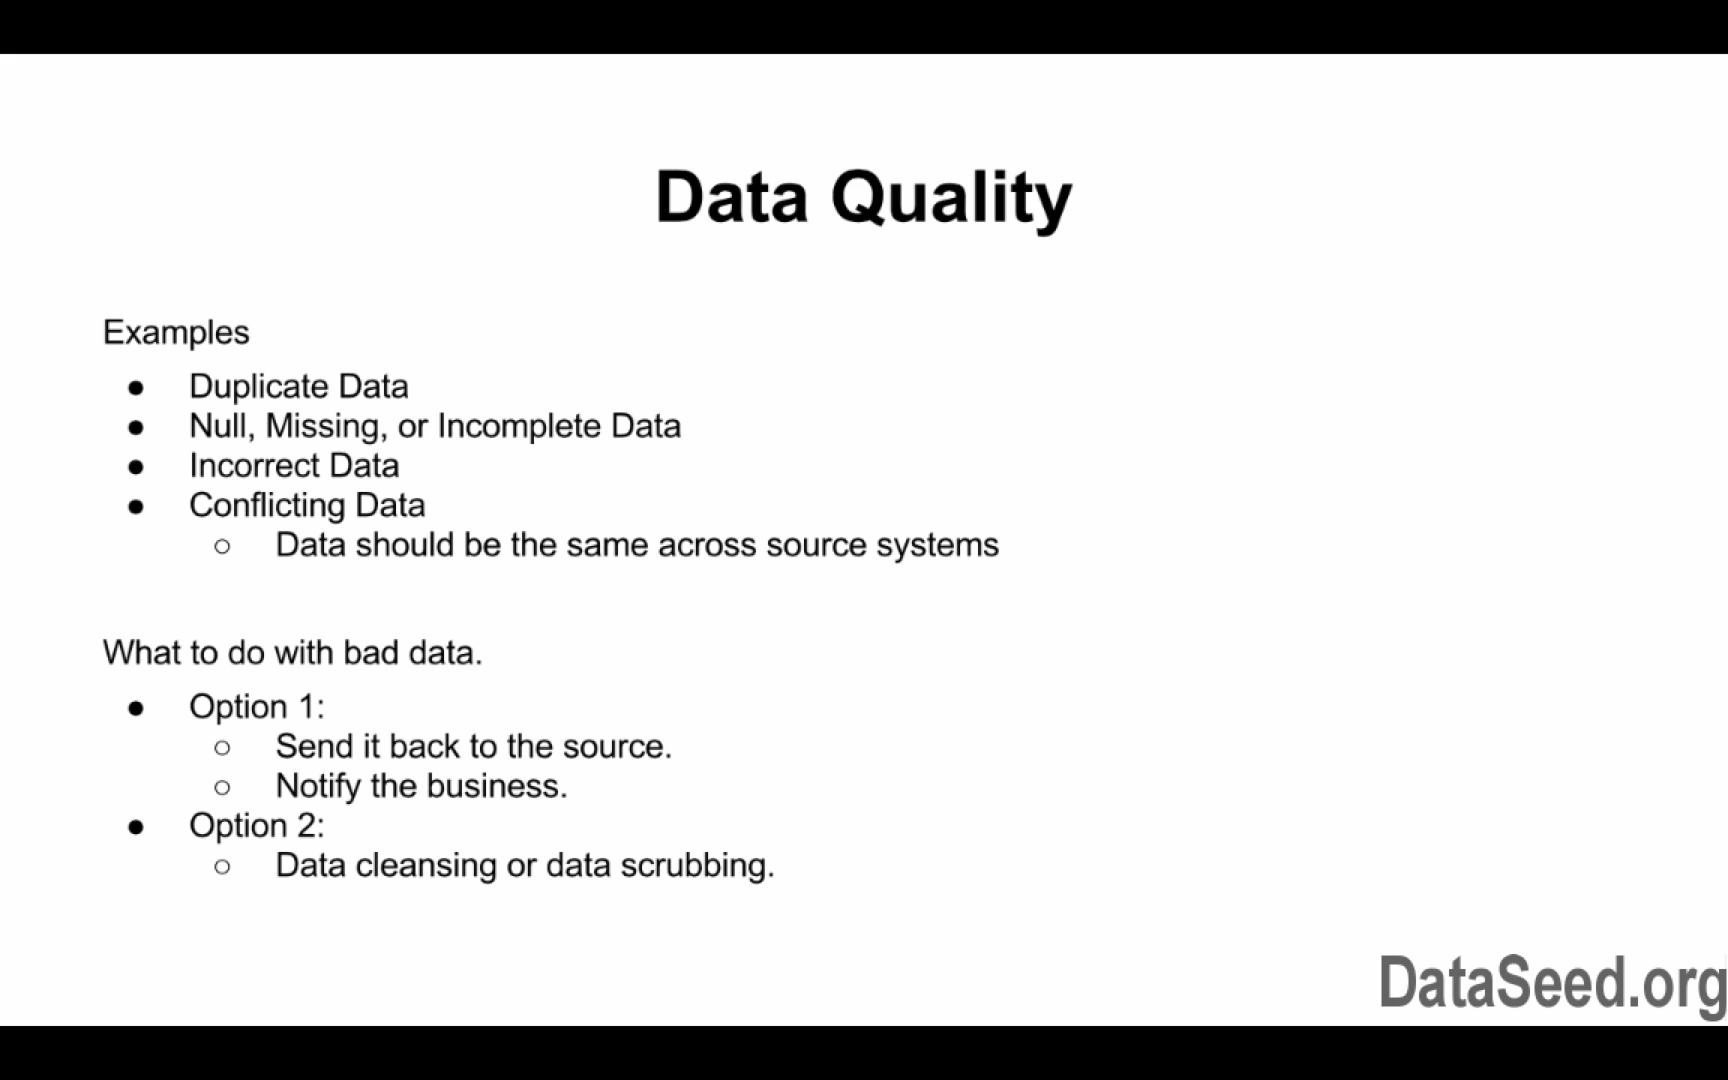 Data Quality
Examples
● Duplicate Data
● Null, Missing, or Incomplete Data
● Incorrect Data
● Conflicting Data
○ Data should be the same across source systems
What to do with bad data.
● Option 1:
○ Send it back to the source.
○ Notify the business.
● Option 2:
○ Data cleansing or data scrubbing.
DataSeed.org